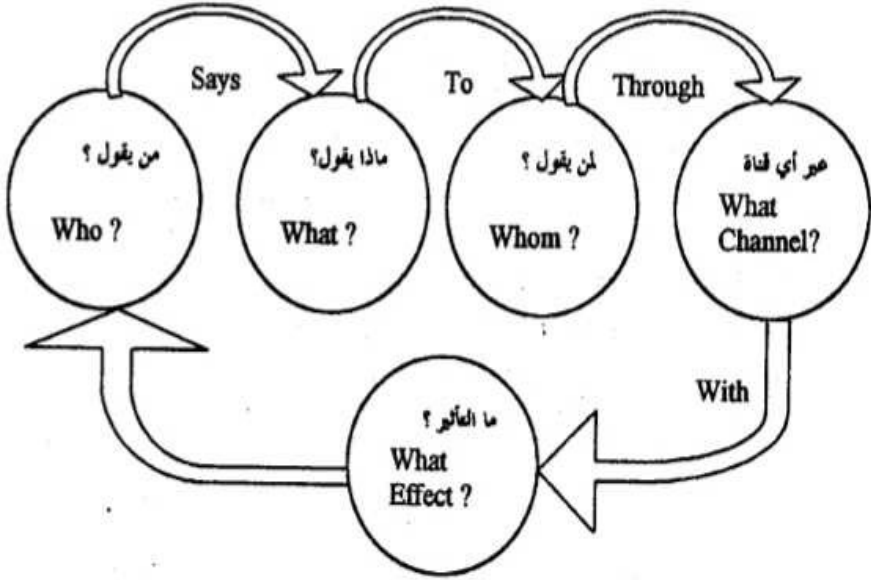 Says
To
Through
من يقول ؟
Who ?
ماذا يقول؟
What ?
لمن يقول ؟
Whom ?
عبر أي قناة
What
Channel?
With
ما التأثير ؟
What
Effect ?